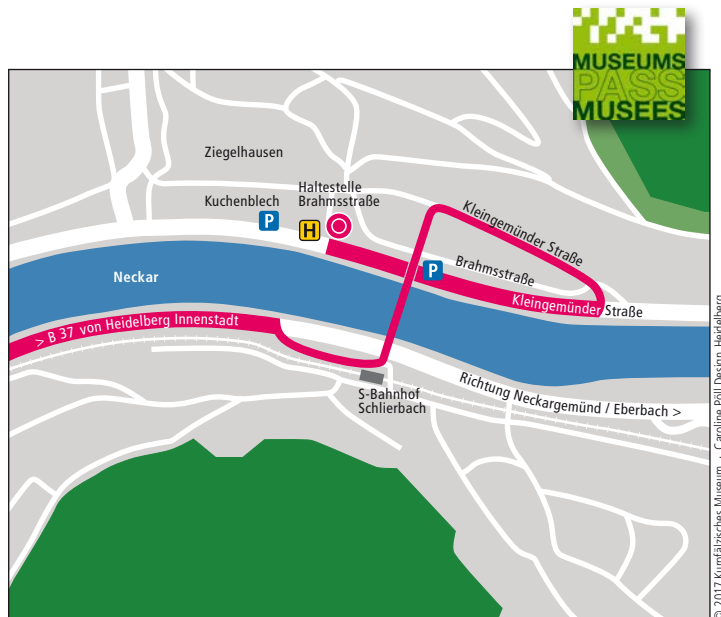 MUSEUMS
PASS
MUSEES
Ziegelhausen
Kuchenblech
P
Haltestelle
Brahmsstraße
H
Kleingemünder Straße
Brahmsstraße
P
Neckar
Kleingemünder Straße
> B 37 von Heidelberg Innenstadt
Richtung Neckargemünd / Eberbach >
S-Bahnhof
Schlierbach
© 2017 Kurpfälzisches Museum · Caroline Pöll Design, Heidelberg